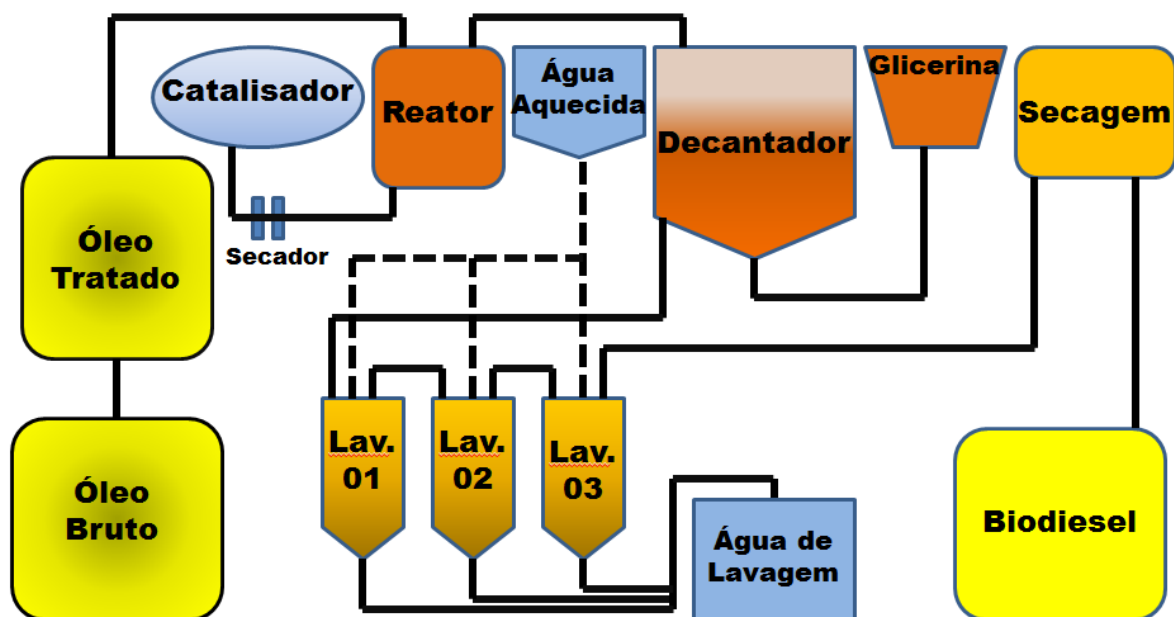 Catalisador
Reator
Água
Aquecida
Decantador
Glicerina
Secagem
Secador
Óleo
Tratado
Óleo
Bruto
Lav.
01
Lav.
02
Lav.
03
Água de
Lavagem
Biodiesel